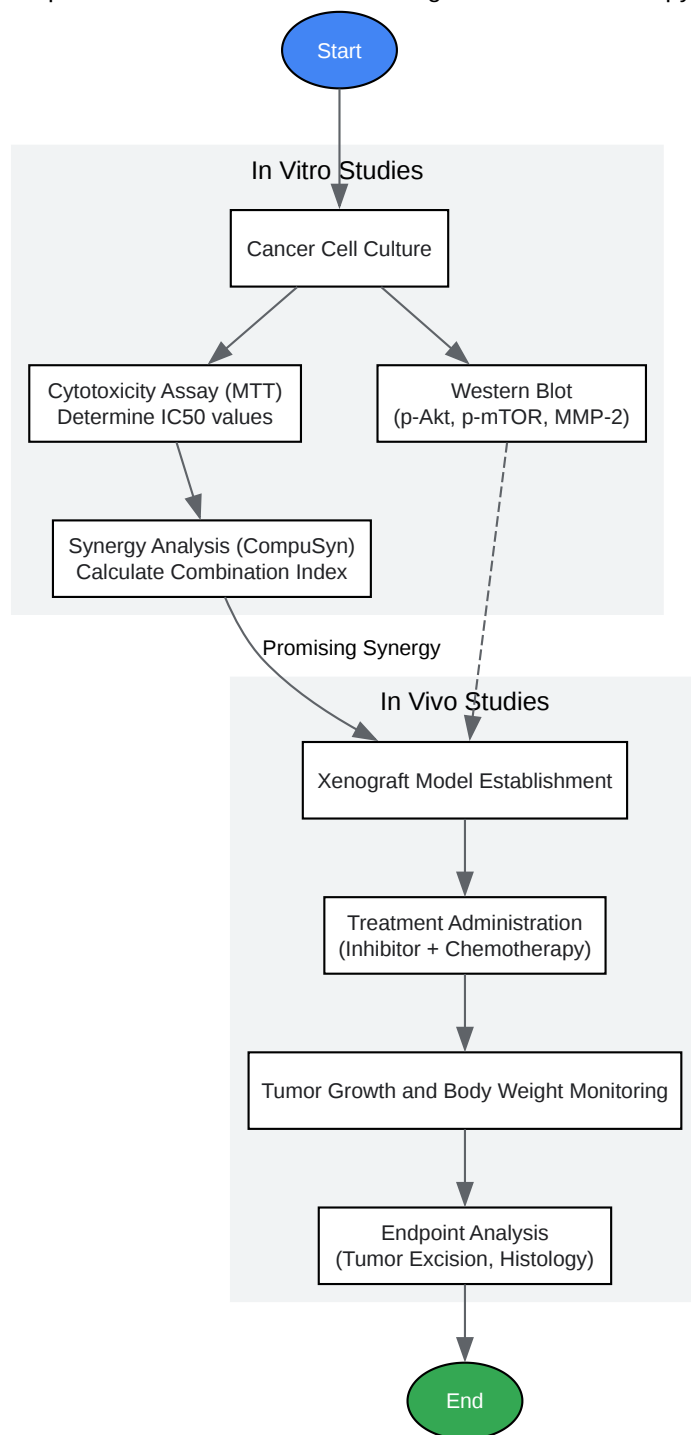 Start
In Vitro Studies
Cancer Cell Culture
Cytotoxicity Assay (MTT)
Determine IC50 values
Western Blot
(p-Akt, p-mTOR, MMP-2)
Synergy Analysis (CompuSyn)
Calculate Combination Index
Promising Synergy
In Vivo Studies
Xenograft Model Establishment
Treatment Administration
(Inhibitor + Chemotherapy)
Tumor Growth and Body Weight Monitoring
Endpoint Analysis
(Tumor Excision, Histology)
End